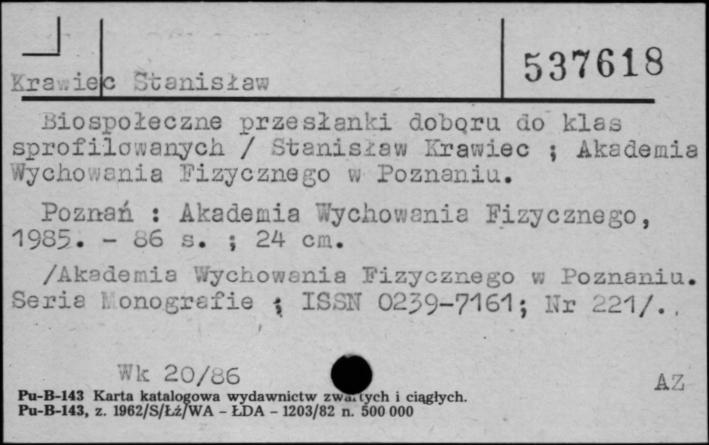 537618
Krawiec Stanisław
Biospołeczne przesłanki doboru do klas
sprofilowanych / Stanisław Krawiec ; Akademia
Wychowania Fizycznego w Poznaniu.
Poznań : Akademia Wychowania Fizycznego,
1985. - 86 s. ; 24 cm.
/Akademia Wychowania Fizycznego w Poznaniu.
Seria Monografie ; ISSN 0239-7161; Nr 221/..
Wk 20/86
AZ
Pu-B-143 Karta katalogowa wydawnictw zwartych i ciągłych.
Pu-B-143, z. 1962/S/Łź/WA - ŁDA - 1203/82 n. 500 000